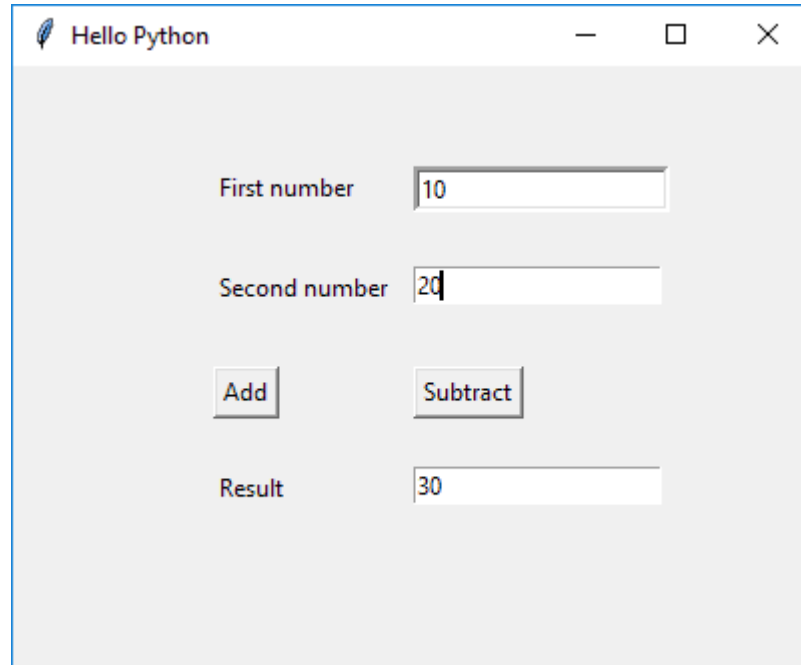 Hello Python
First number 10
Second number 20
Add Subtract
Result 30